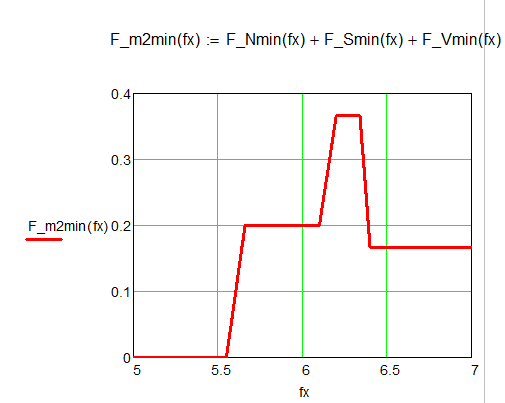 F_m2min(fx) := F_Nmin(fx) + F_Smin(fx) + F_Vmin(fx)
0.4
0.3
F_m2min(fx) 0.2
0.1
0
5 5.5 6 6.5 7
fx